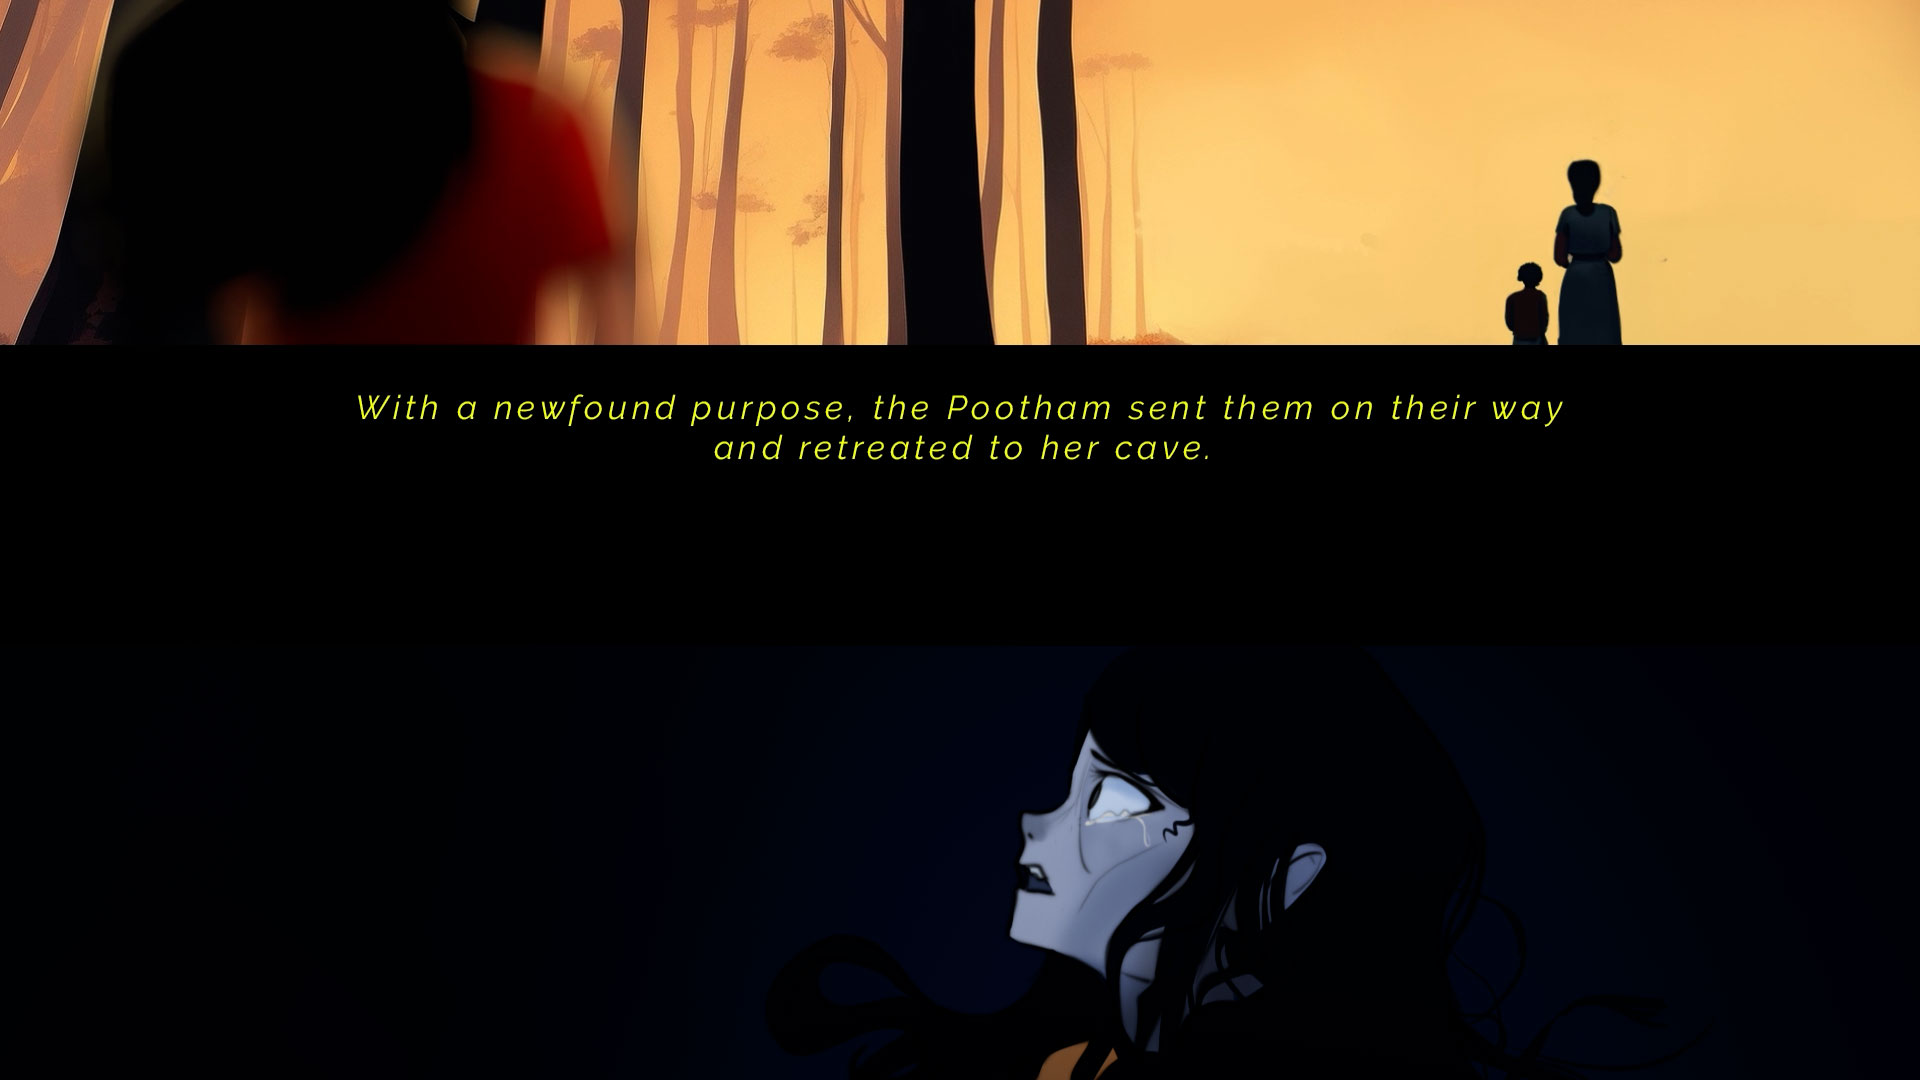 With a newfound purpose, the Pootham sent them on their way
and retreated to her cave.